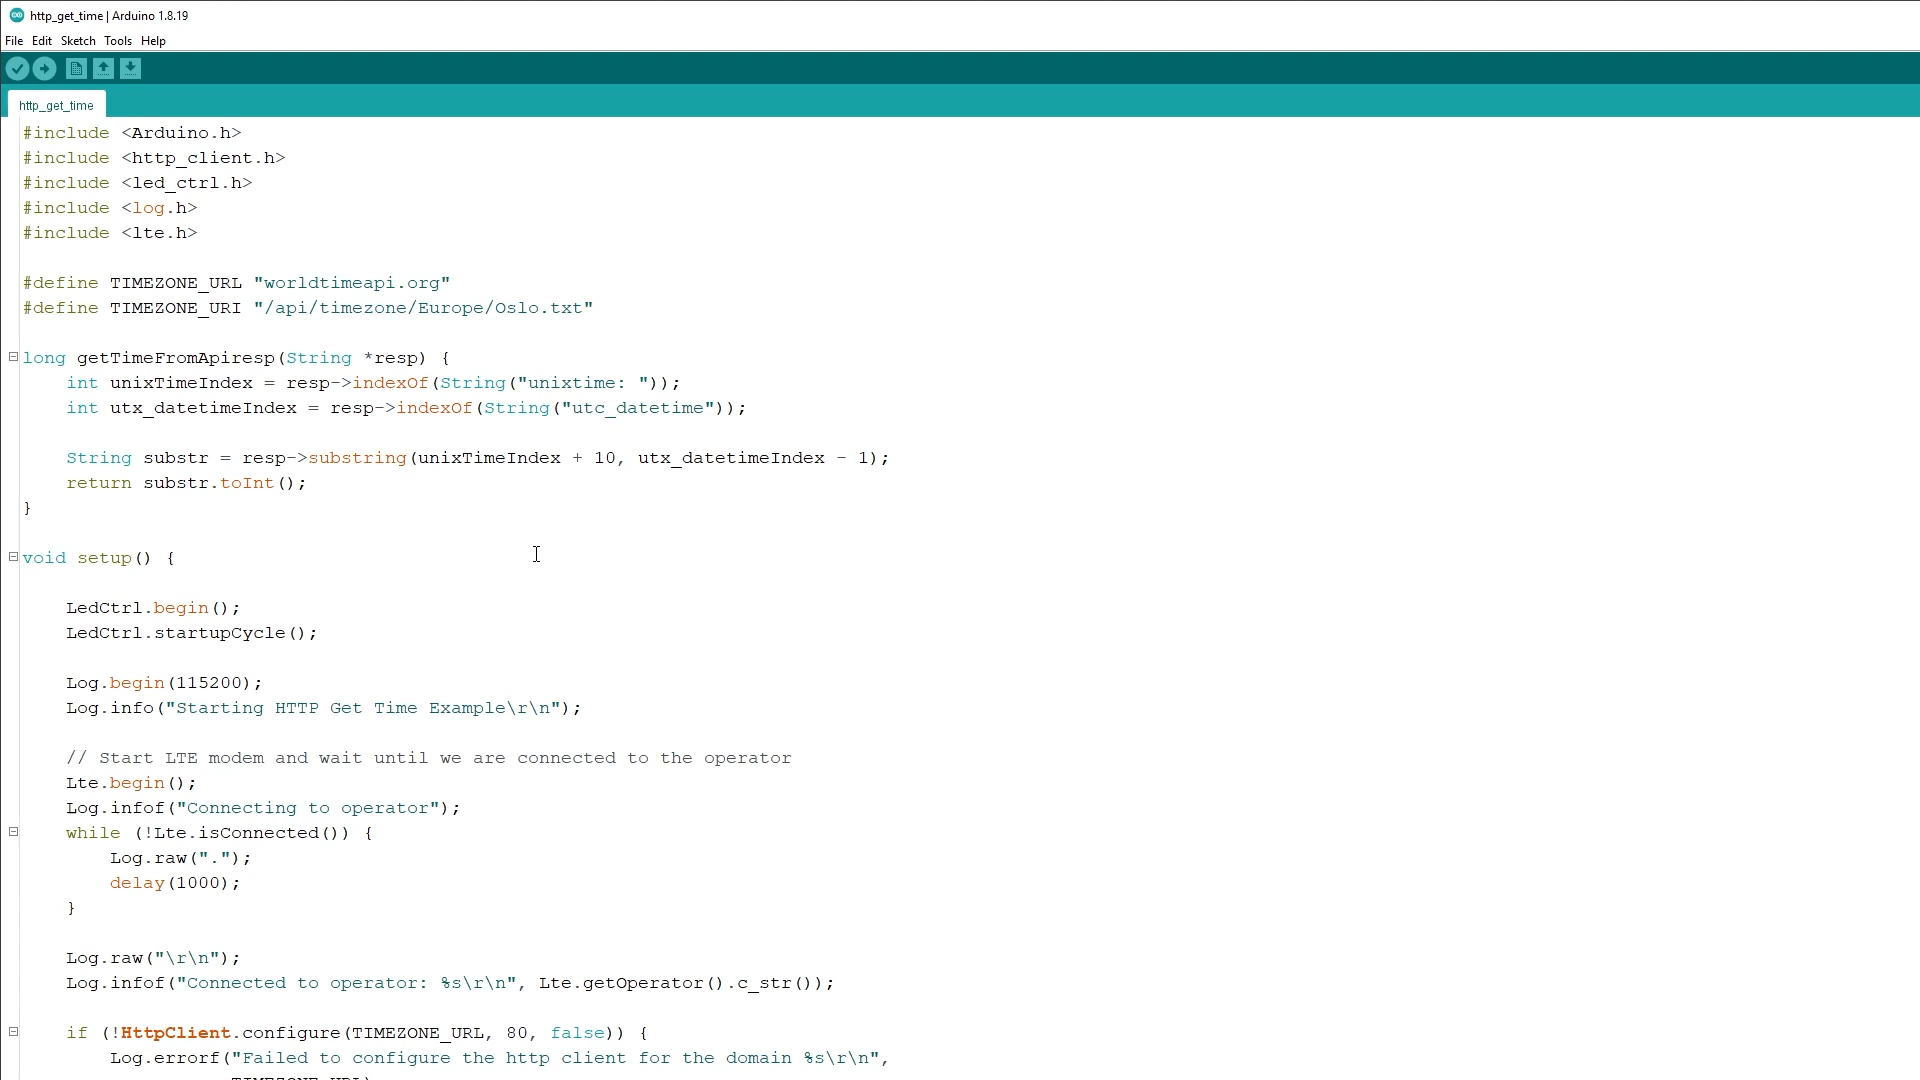 http_get_time | Arduino 1.8.19
File Edit Sketch Tools Help
http_get_time
#include <Arduino.h>
#include <http_client.h>
#include <led_ctrl.h>
#include <log.h>
#include <lte.h>
#define TIMEZONE_URL "worldtimeapi.org"
#define TIMEZONE_URI "/api/timezone/Europe/Oslo.txt"
long getTimeFromApiresp(String *resp) {
    int unixTimeIndex = resp->indexOf(String("unixtime: "));
    int utx_datetimeIndex = resp->indexOf(String("utc_datetime"));
    String substr = resp->substring(unixTimeIndex + 10, utx_datetimeIndex - 1);
    return substr.toInt();
}
void setup() {
    LedCtrl.begin();
    LedCtrl.startupCycle();
    Log.begin(115200);
    Log.info("Starting HTTP Get Time Example\r\n");
    // Start LTE modem and wait until we are connected to the operator
    Lte.begin();
    Log.infof("Connecting to operator");
    while (!Lte.isConnected()) {
        Log.raw(".");
        delay(1000);
    }
    Log.raw("\r\n");
    Log.infof("Connected to operator: %s\r\n", Lte.getOperator().c_str());
    if (!HttpClient.configure(TIMEZONE_URL, 80, false)) {
        Log.errorf("Failed to configure the http client for the domain %s\r\n",
                   TIMEZONE_URL)